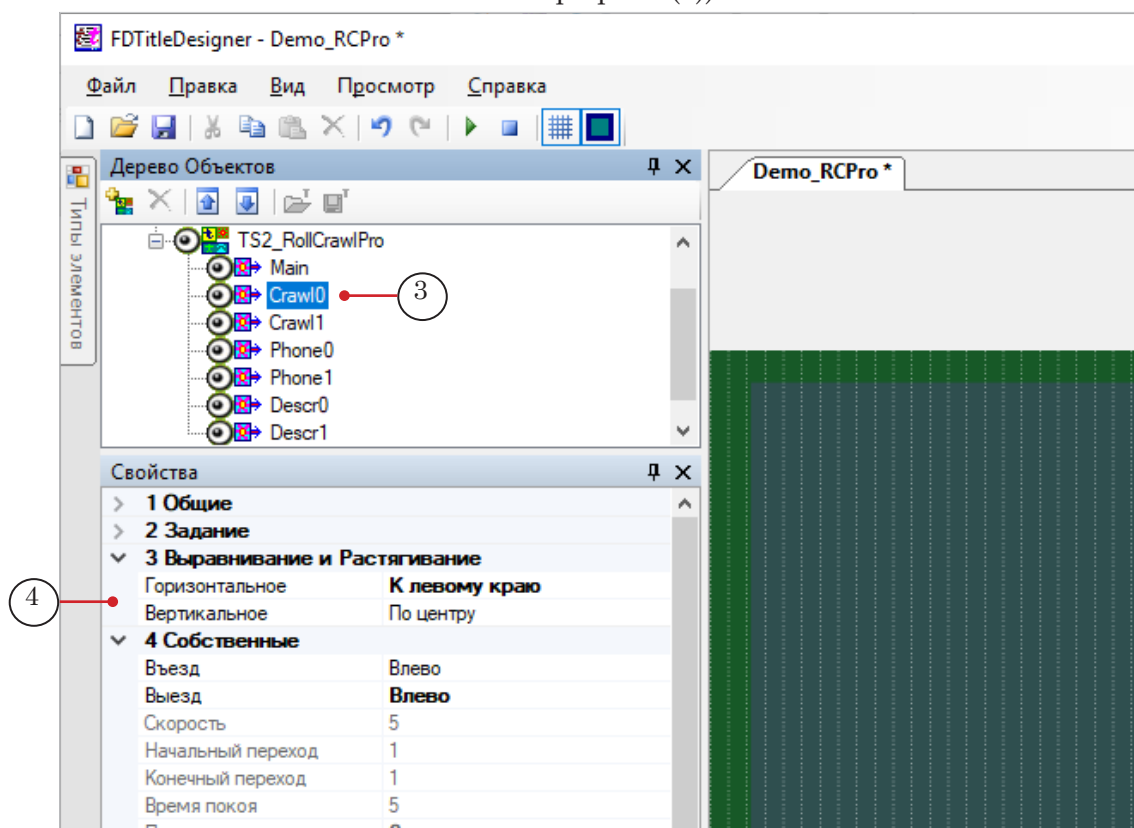 FDTitleDesigner - Demo_RCPro *
Файл Правка Вид Просмотр Справка
Дерево Объектов
Demo_RCPro *
Типы элементов
TS2_RollCrawlPro
Main
Crawl0
3
Crawl1
Phone0
Phone1
Descr0
Descr1
Свойства
1 Общие
2 Задание
3 Выравнивание и Растягивание
4
Горизонтальное К левому краю
Вертикальное По центру
4 Собственные
Въезд Влево
Выезд Влево
Скорость 5
Начальный переход 1
Конечный переход 1
Время покоя 5